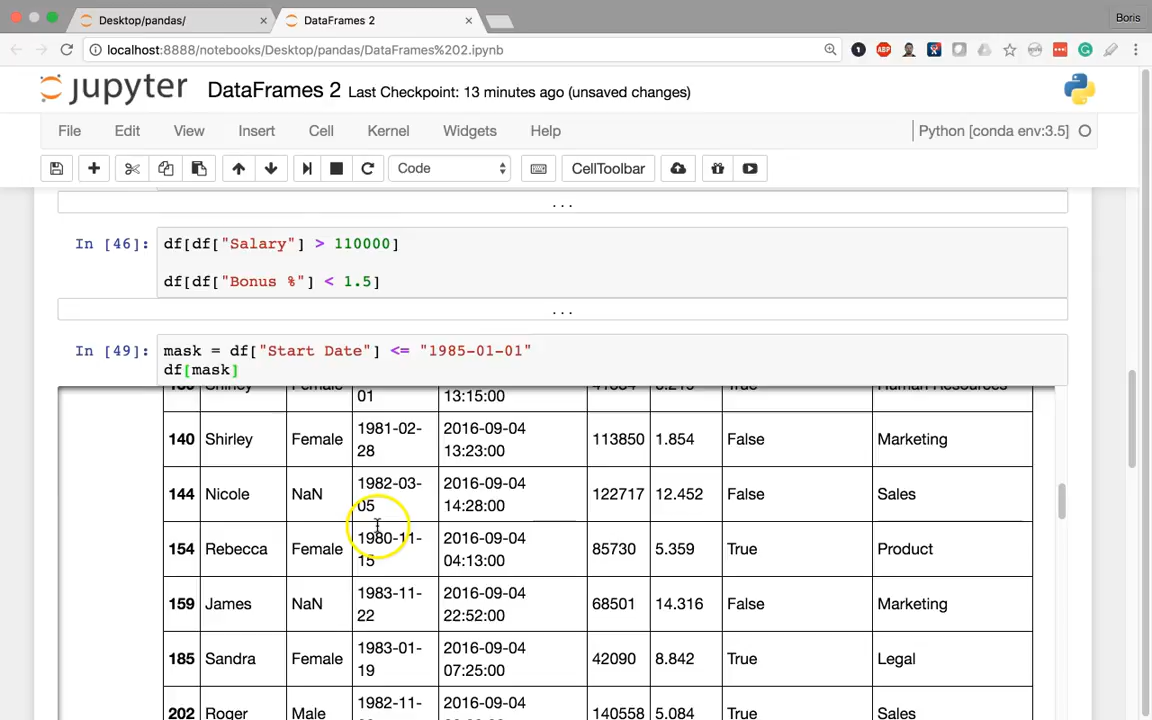 Desktop/pandas/ × DataFrames 2 × Boris
localhost:8888/notebooks/Desktop/pandas/DataFrames%202.ipynb
ABP
jupyter DataFrames 2 Last Checkpoint: 13 minutes ago (unsaved changes)
File Edit View Insert Cell Kernel Widgets Help Python [conda env:3.5]
Code CellToolbar
...
In [46]: df[df["Salary"] > 110000]
df[df["Bonus %"] < 1.5]
...
In [49]: mask = df["Start Date"] <= "1985-01-01"
df[mask]
01 13:15:00
140 Shirley Female 1981-02-28 2016-09-04 13:23:00 113850 1.854 False Marketing
144 Nicole NaN 1982-03-05 2016-09-04 14:28:00 122717 12.452 False Sales
154 Rebecca Female 1980-11-15 2016-09-04 04:13:00 85730 5.359 True Product
159 James NaN 1983-11-22 2016-09-04 22:52:00 68501 14.316 False Marketing
185 Sandra Female 1983-01-19 2016-09-04 07:25:00 42090 8.842 True Legal
202 Roger Male 1982-11- 2016-09-04 140558 5.084 True Sales